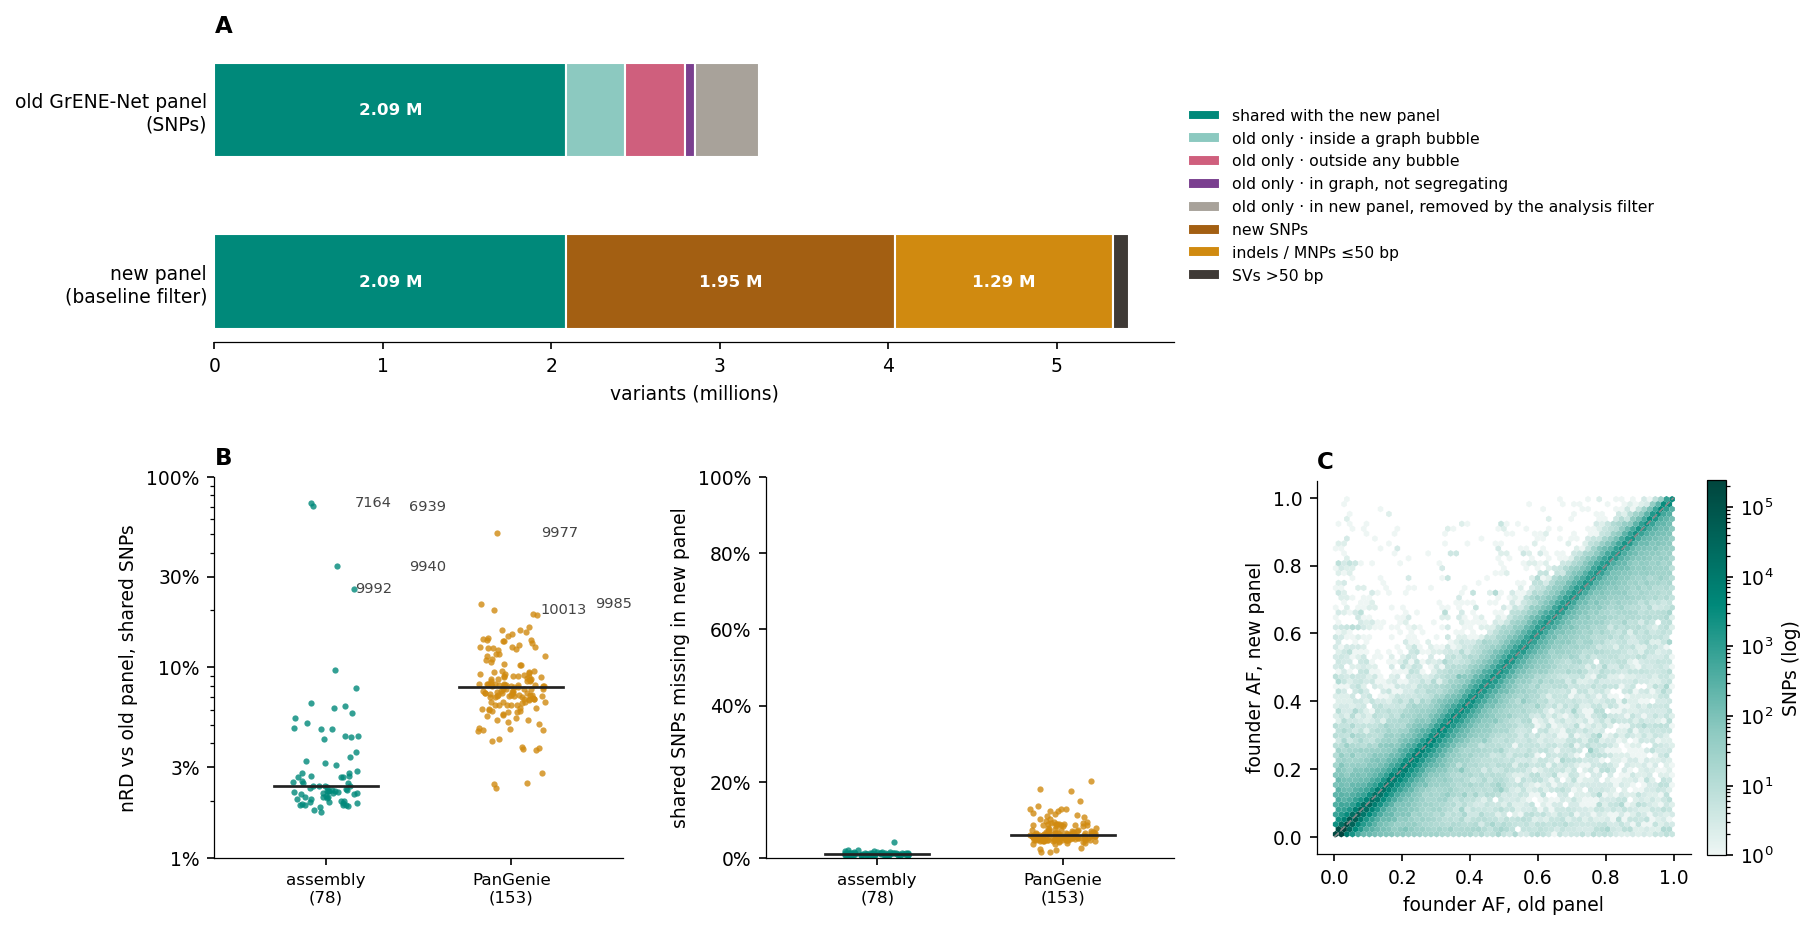 A
old GrENE-Net panel
(SNPs)
2.09 M
new panel
(baseline filter)
2.09 M
1.95 M
1.29 M
0
1
2
3
4
5
variants (millions)
shared with the new panel
old only · inside a graph bubble
old only · outside any bubble
old only · in graph, not segregating
old only · in new panel, removed by the analysis filter
new SNPs
indels / MNPs ≤50 bp
SVs >50 bp
B
nRD vs old panel, shared SNPs
100%
30%
10%
3%
1%
7164
6939
9977
9940
9992
10013
9985
assembly
(78)
PanGenie
(153)
shared SNPs missing in new panel
100%
80%
60%
40%
20%
0%
assembly
(78)
PanGenie
(153)
C
founder AF, new panel
1.0
0.8
0.6
0.4
0.2
0.0
0.0
0.2
0.4
0.6
0.8
1.0
founder AF, old panel
10⁵
10⁴
10³
10²
10¹
10⁰
SNPs (log)